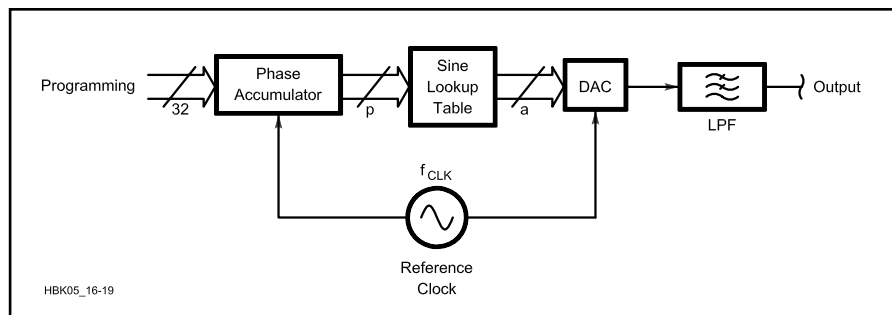 Programming
32
Phase
Accumulator
p
Sine
Lookup
Table
a
DAC
LPF
Output
f CLK
Reference
Clock
HBK05_16-19